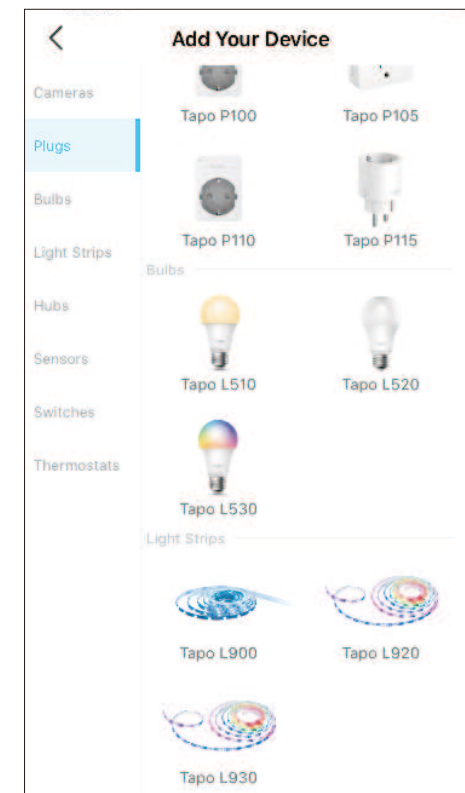 Add Your Device
Cameras
Plugs
Bulbs
Light Strips
Hubs
Sensors
Switches
Thermostats
Tapo P100
Tapo P105
Tapo P110
Tapo P115
Bulbs
Tapo L510
Tapo L520
Tapo L530
Light Strips
Tapo L900
Tapo L920
Tapo L930